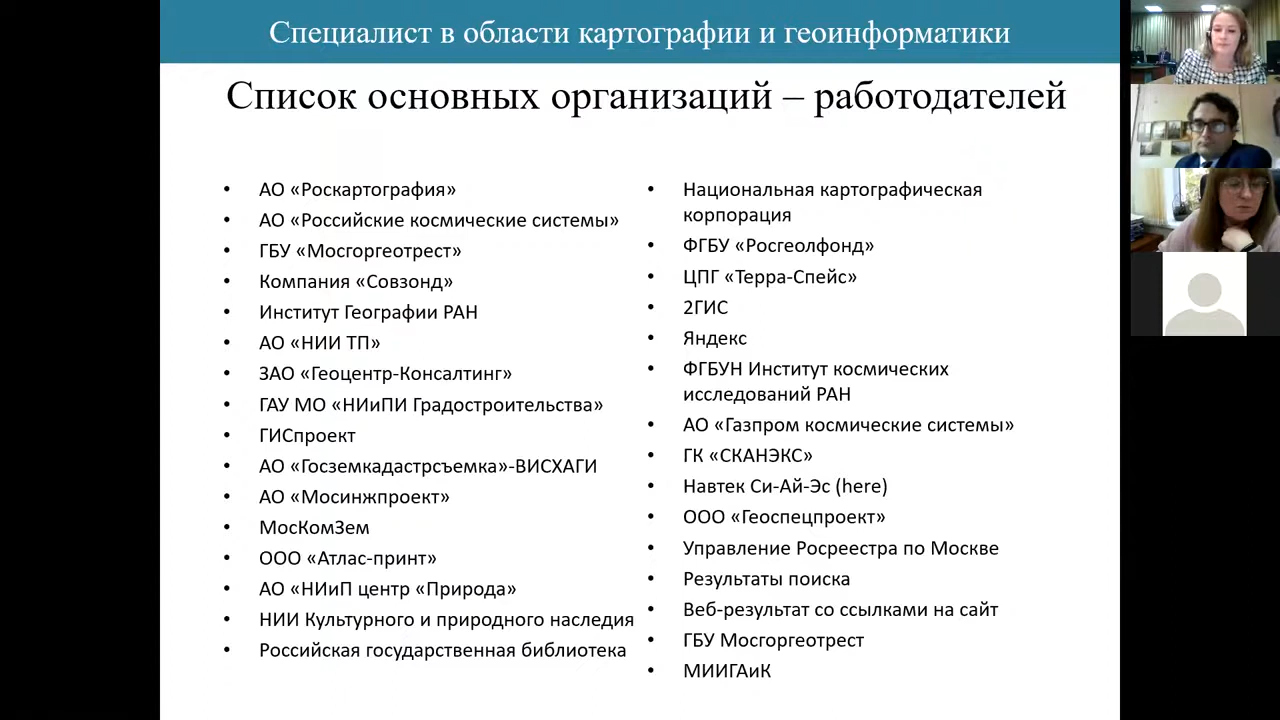 Специалист в области картографии и геоинформатики
Список основных организаций – работодателей
• АО «Роскартография»
• АО «Российские космические системы»
• ГБУ «Мосгоргеотрест»
• Компания «Совзонд»
• Институт Географии РАН
• АО «НИИ ТП»
• ЗАО «Геоцентр-Консалтинг»
• ГАУ МО «НИиПИ Градостроительства»
• ГИСпроект
• АО «Госземкадастрсъемка»-ВИСХАГИ
• АО «Мосинжпроект»
• МосКомЗем
• ООО «Атлас-принт»
• АО «НИиП центр «Природа»
• НИИ Культурного и природного наследия
• Российская государственная библиотека
• Национальная картографическая
корпорация
• ФГБУ «Росгеолфонд»
• ЦПГ «Терра-Спейс»
• 2ГИС
• Яндекс
• ФГБУН Институт космических
исследований РАН
• АО «Газпром космические системы»
• ГК «СКАНЭКС»
• Навтек Си-Ай-Эс (here)
• ООО «Геоспецпроект»
• Управление Росреестра по Москве
• Результаты поиска
• Веб-результат со ссылками на сайт
• ГБУ Мосгоргеотрест
• МИИГАиК